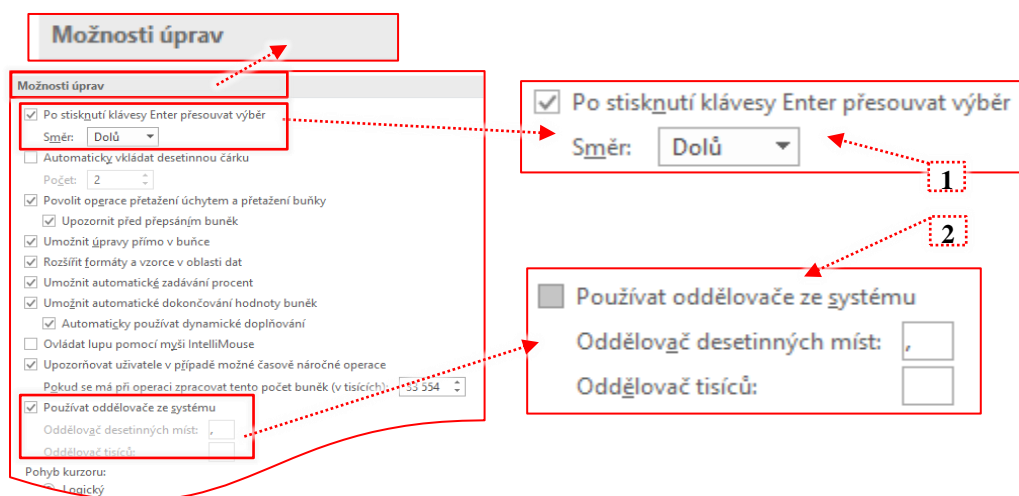 Možnosti úprav
Možnosti úprav
Po stisknutí klávesy Enter přesouvat výběr
Směr: Dolů
Automaticky vkládat desetinnou čárku
Počet: 2
Povolit operace přetažení úchytem a přetažení buňky
Upozornit před přepsáním buněk
Umožnit úpravy přímo v buňce
Rozšířit formáty a vzorce v oblasti dat
Umožnit automatické zadávání procent
Umožnit automatické dokončování hodnoty buněk
Automaticky používat dynamické doplňování
Ovládat lupu pomocí myši IntelliMouse
Upozorňovat uživatele v případě možné časově náročné operace
Pokud se má při operaci zpracovat tento počet buněk (v tisících): 33 554
Používat oddělovače ze systému
Oddělovač desetinných míst: ,
Oddělovač tisíců:
Pohyb kurzoru:
Logický
Po stisknutí klávesy Enter přesouvat výběr
Směr: Dolů
1
2
Používat oddělovače ze systému
Oddělovač desetinných míst: ,
Oddělovač tisíců: